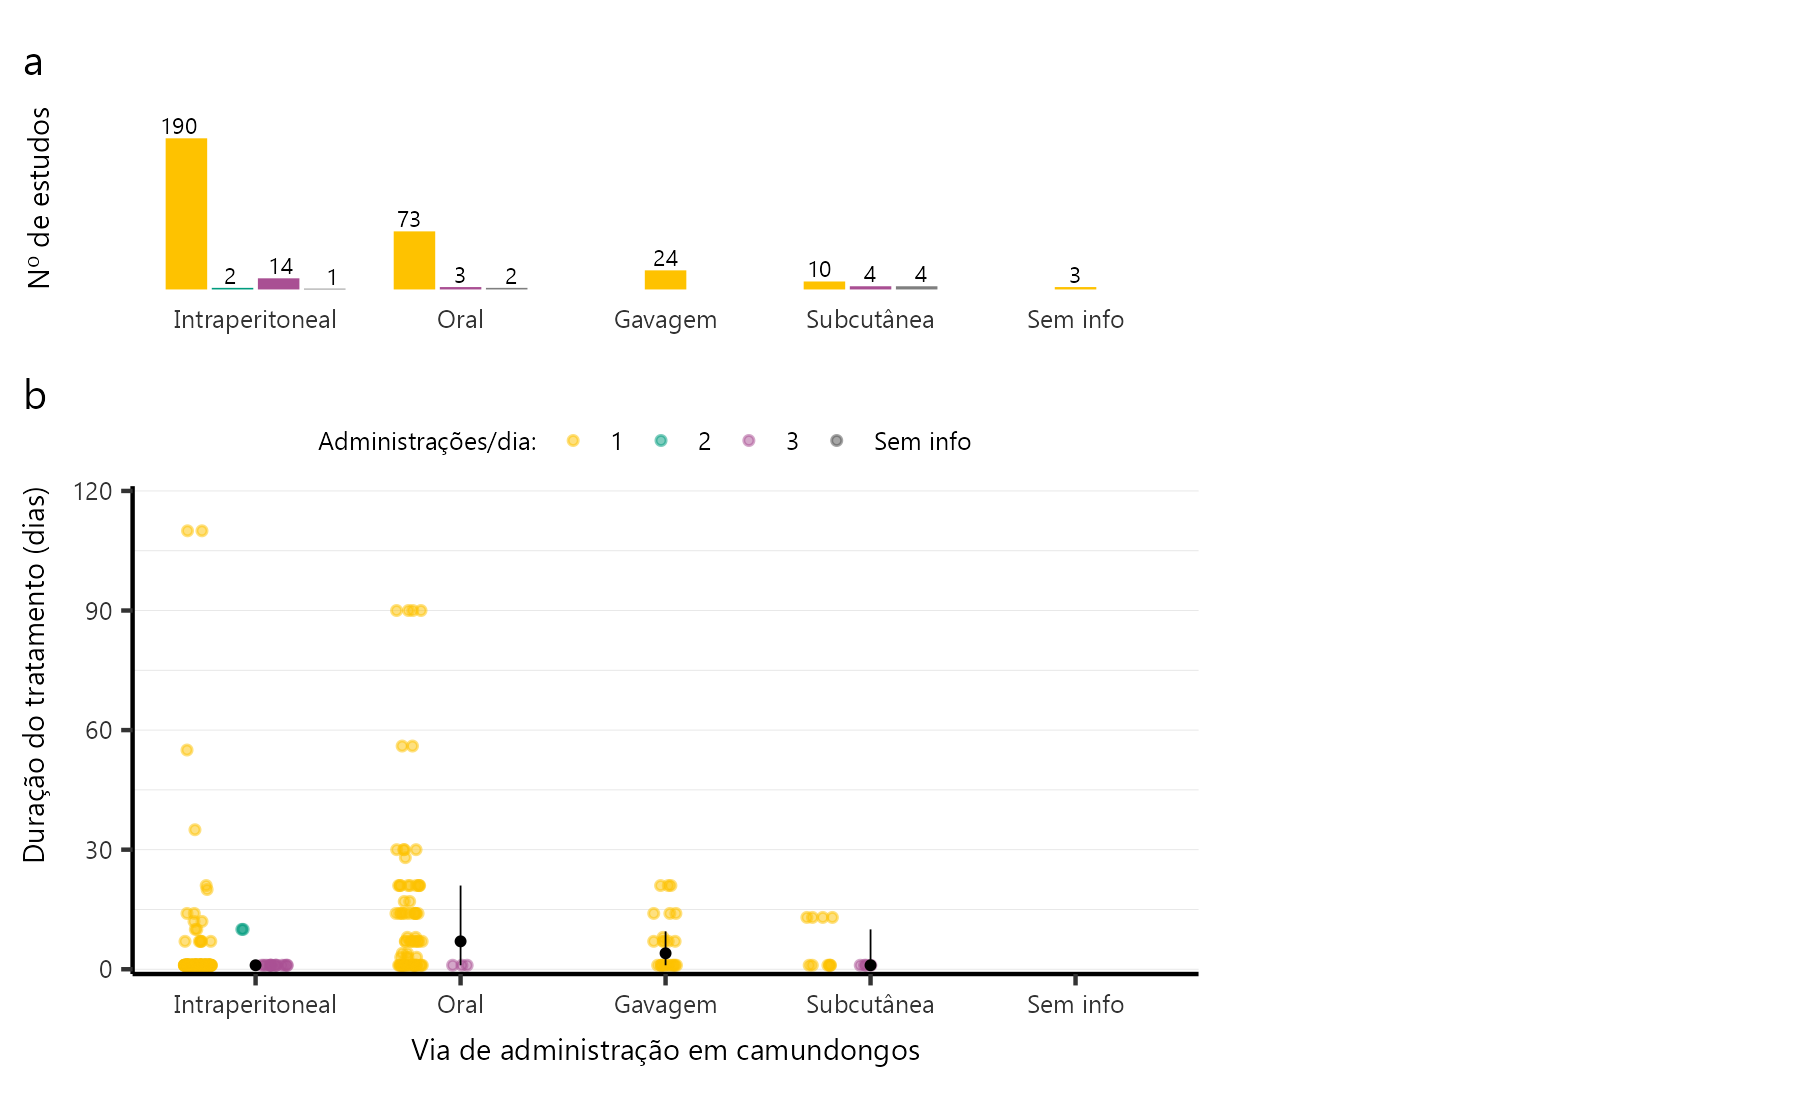 a
Nº de estudos
190
2
14
1
73
3
2
24
10
4
4
3
Intraperitoneal
Oral
Gavagem
Subcutânea
Sem info
b
Administrações/dia:
1
2
3
Sem info
Duração do tratamento (dias)
120
90
60
30
0
Intraperitoneal
Oral
Gavagem
Subcutânea
Sem info
Via de administração em camundongos